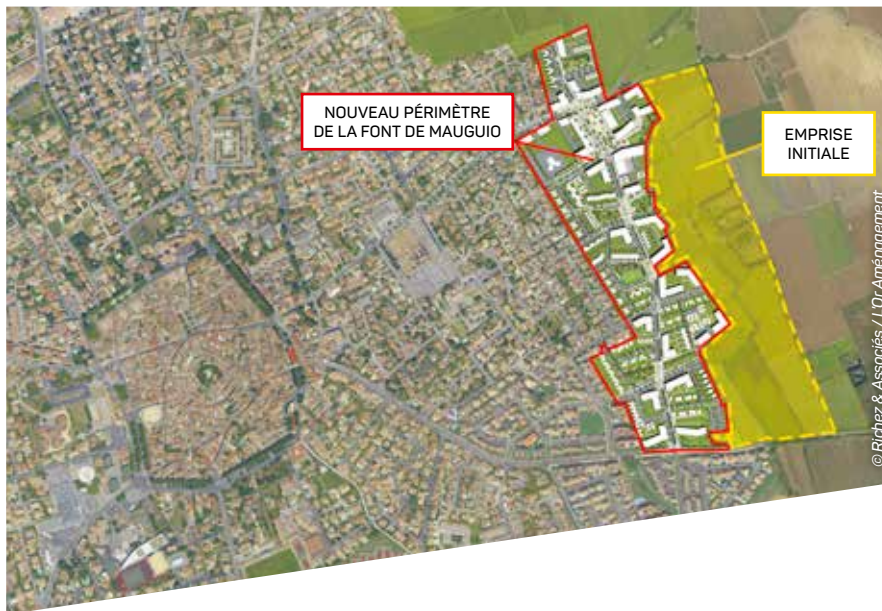 NOUVEAU PÉRIMÈTRE
DE LA FONT DE MAUGUIO
EMPRISE
INITIALE
© Richez & Associés / L'Or Aménagement